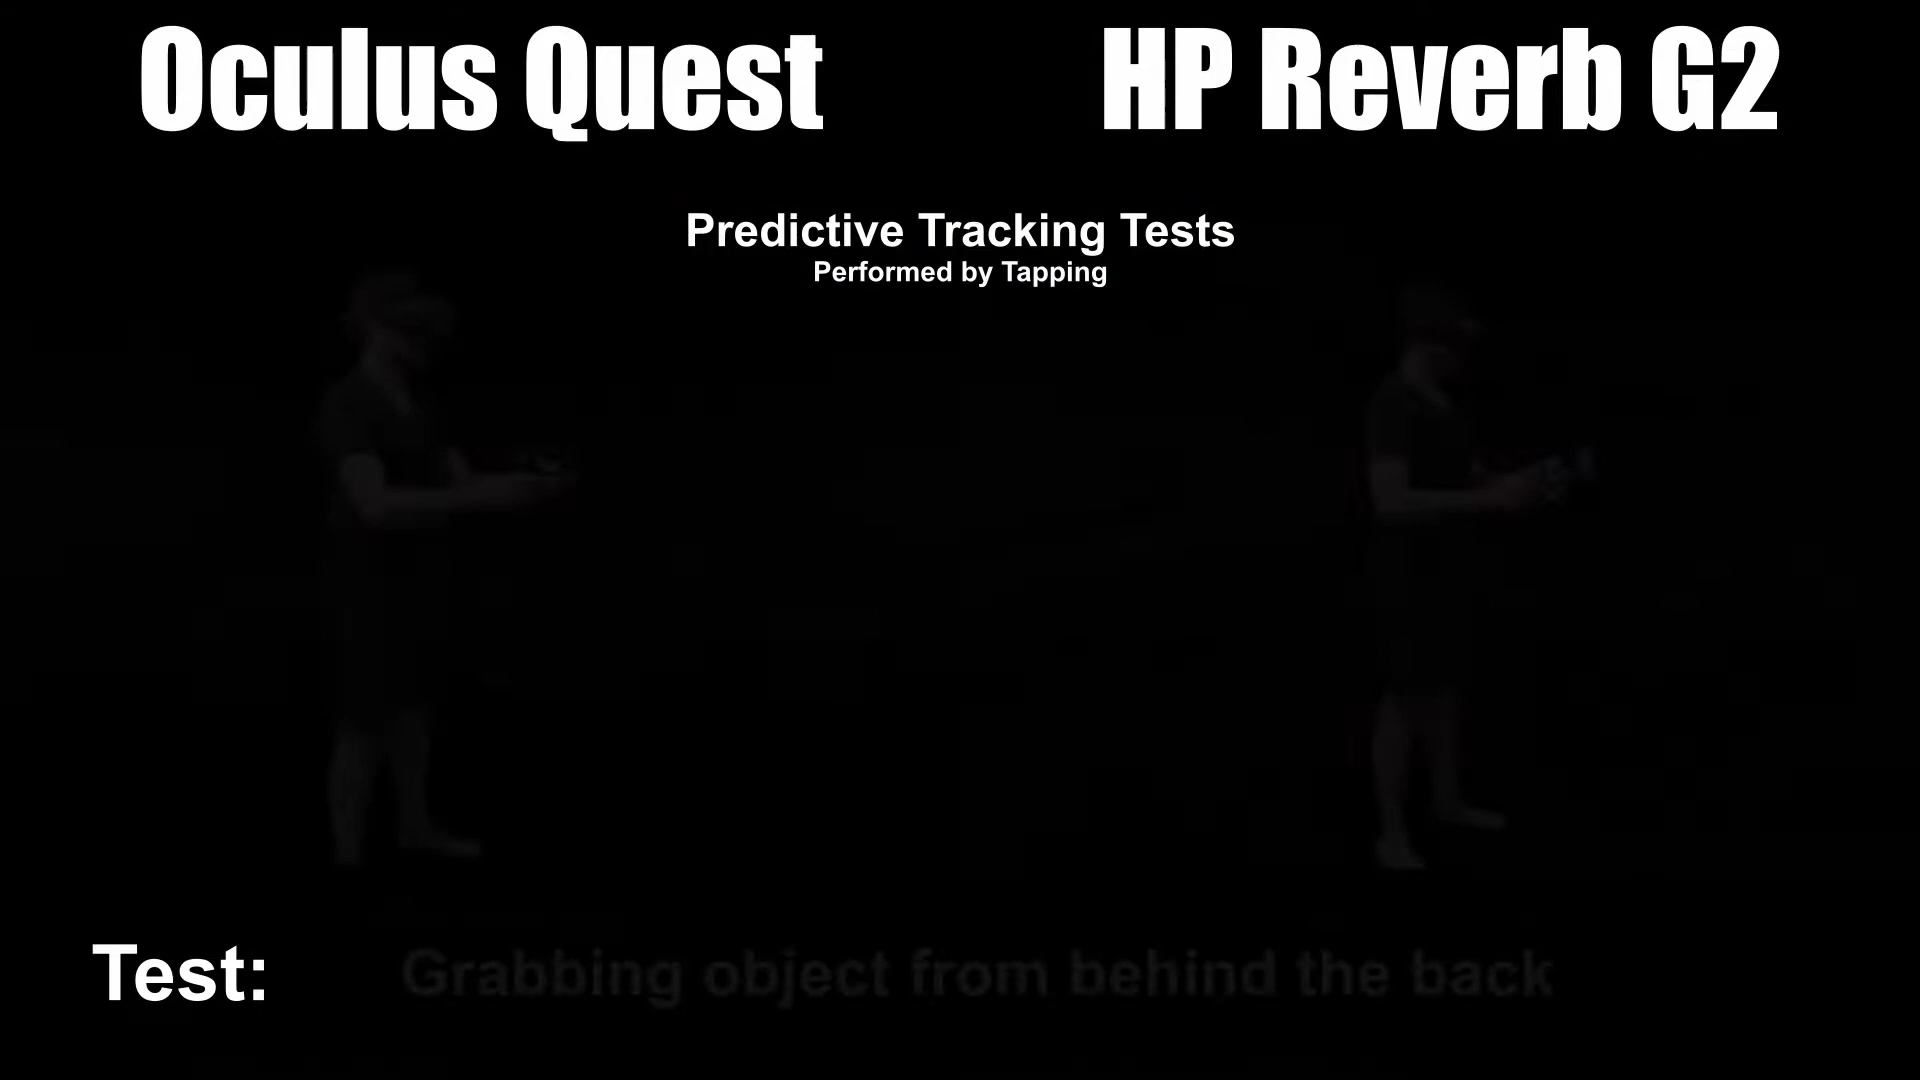 Oculus Quest HP Reverb G2
Predictive Tracking Tests
Performed by Tapping
Test: Grabbing object from behind the back